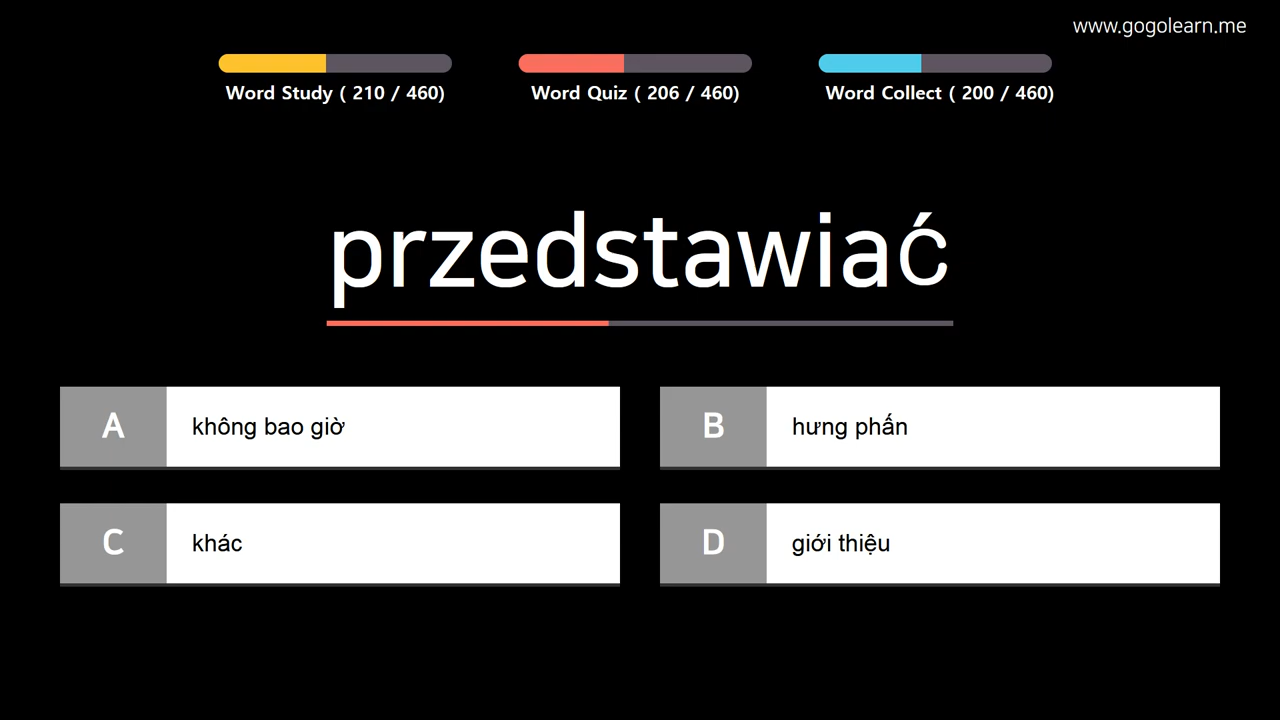 www.gogolearn.me
Word Study ( 210 / 460)
Word Quiz ( 206 / 460)
Word Collect ( 200 / 460)
przedstawiać
A không bao giờ
B hưng phấn
C khác
D giới thiệu